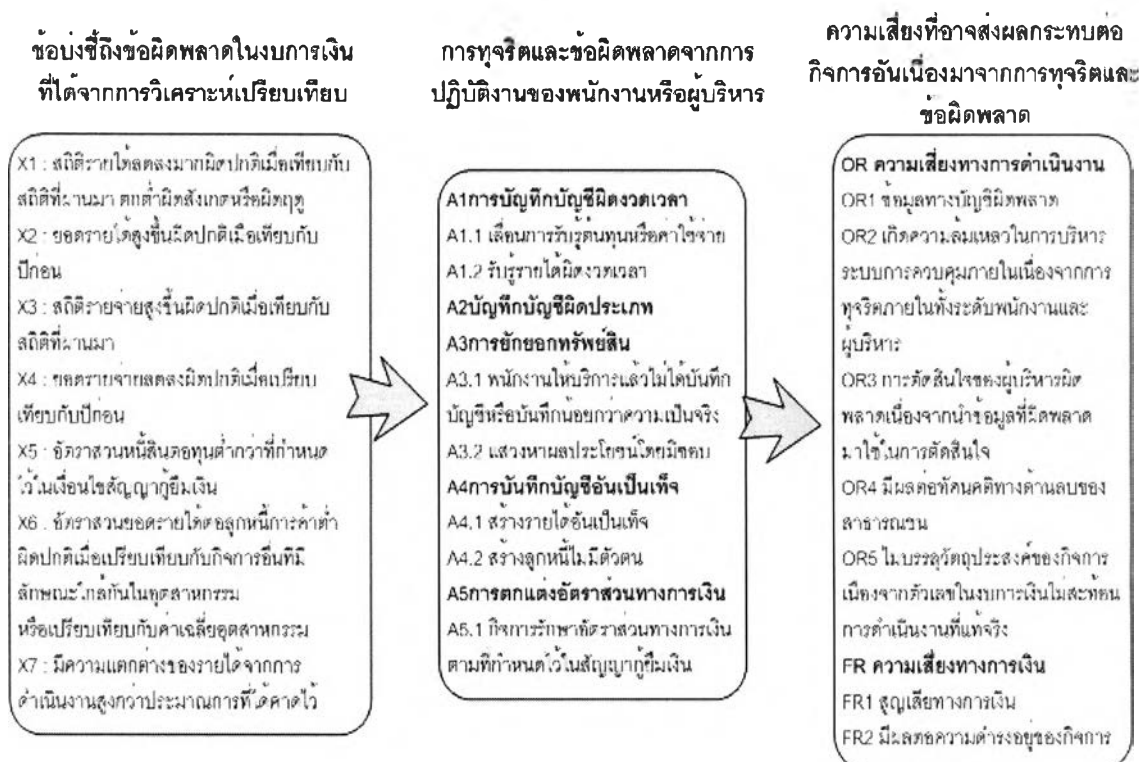 ข้อบ่งชี้ถึงข้อผิดพลาดในงบการเงิน
ที่ได้จากการวิเคราะห์เปรียบเทียบ
X1 : สถิติรายได้ลดลงมากผิดปกติเมื่อเทียบกับ
สถิติที่ผ่านมา ตกต่ำผิดสังเกตหรือผิดฤดู
X2 : ยอดรายได้สูงขึ้นผิดปกติเมื่อเทียบกับ
ปีก่อน
X3 : สถิติรายจ่ายสูงขึ้นผิดปกติเมื่อเทียบกับ
สถิติที่ผ่านมา
X4 : ยอดรายจ่ายลดลงผิดปกติเมื่อเปรียบ
เทียบกับปีก่อน
X5 : อัตราส่วนหนี้สินต่อทุนต่ำกว่าที่กำหนด
ไว้ในเงื่อนไขสัญญากู้ยืมเงิน
X6 : อัตราส่วนยอดรายได้ต่อลูกหนี้การค้าต่ำ
ผิดปกติเมื่อเปรียบเทียบกับกิจการอื่นที่มี
ลักษณะใกล้กันในอุตสาหกรรม
หรือเปรียบเทียบกับค่าเฉลี่ยอุตสาหกรรม
X7 : มีความแตกต่างของรายได้จากการ
ดำเนินงานสูงกว่าประมาณการที่ได้คาดไว้
การทุจริตและข้อผิดพลาดจากการ
ปฏิบัติงานของพนักงานหรือผู้บริหาร
A1การบัญทึกบัญชีผิดงวดเวลา
A1.1 เลื่อนการรับรู้ต้นทุนหรือค่าใช้จ่าย
A1.2 รับรู้รายได้ผิดงวดเวลา
A2บัญทึกบัญชีผิดประเภท
A3การยักยอกทรัพย์สิน
A3.1 พนักงานให้บริการแล้วไม่ได้บันทึก
บัญชีหรือบันทึกน้อยกว่าความเป็นจริง
A3.2 แสวงหาผลประโยชน์โดยมิชอบ
A4การบันทึกบัญชีอันเป็นเท็จ
A4.1 สร้างรายได้อันเป็นเท็จ
A4.2 สร้างลูกหนี้ไม่มีตัวตน
A5การตกแต่งอัตราส่วนทางการเงิน
A5.1 กิจการรักษาอัตราส่วนทางการเงิน
ตามที่กำหนดไว้ในสัญญากู้ยืมเงิน
ความเสี่ยงที่อาจส่งผลกระทบต่อ
กิจการอันเนื่องมาจากการทุจริตและ
ข้อผิดพลาด
OR ความเสี่ยงทางการดำเนินงาน
OR1 ข้อมูลทางบัญชีผิดพลาด
OR2 เกิดความล้มเหลวในการบริหาร
ระบบการควบคุมภายในเนื่องจากการ
ทุจริตภายในทั้งระดับพนักงานและ
ผู้บริหาร
OR3 การตัดสินใจของผู้บริหารผิด
พลาดเนื่องจากนำข้อมูลที่ผิดพลาด
มาใช้ในการตัดสินใจ
OR4 มีผลต่อทัศนคติทางด้านลบของ
สาธารณชน
OR5 ไม่บรรลุวัตถุประสงค์ของกิจการ
เนื่องจากตัวเลขในงบการเงินไม่สะท้อน
การดำเนินงานที่แท้จริง
FR ความเสี่ยงทางการเงิน
FR1 สูญเสียทางการเงิน
FR2 มีผลต่อความดำรงอยู่ของกิจการ